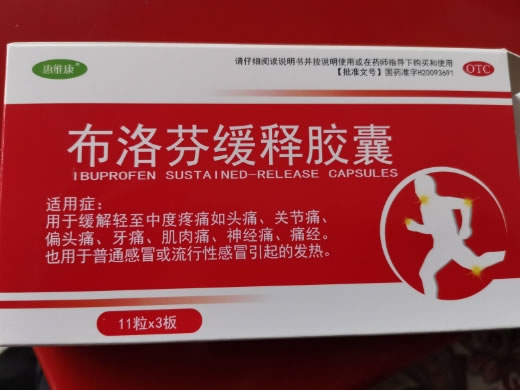 惠维康®
请仔细阅读说明书并按说明使用或在药师指导下购买和使用
【批准文号】国药准字H20093691
OTC
布洛芬缓释胶囊
IBUPROFEN SUSTAINED-RELEASE CAPSULES
适用症:
用于缓解轻至中度疼痛如头痛、关节痛、
偏头痛、牙痛、肌肉痛、神经痛、痛经。
也用于普通感冒或流行性感冒引起的发热。
11粒x3板